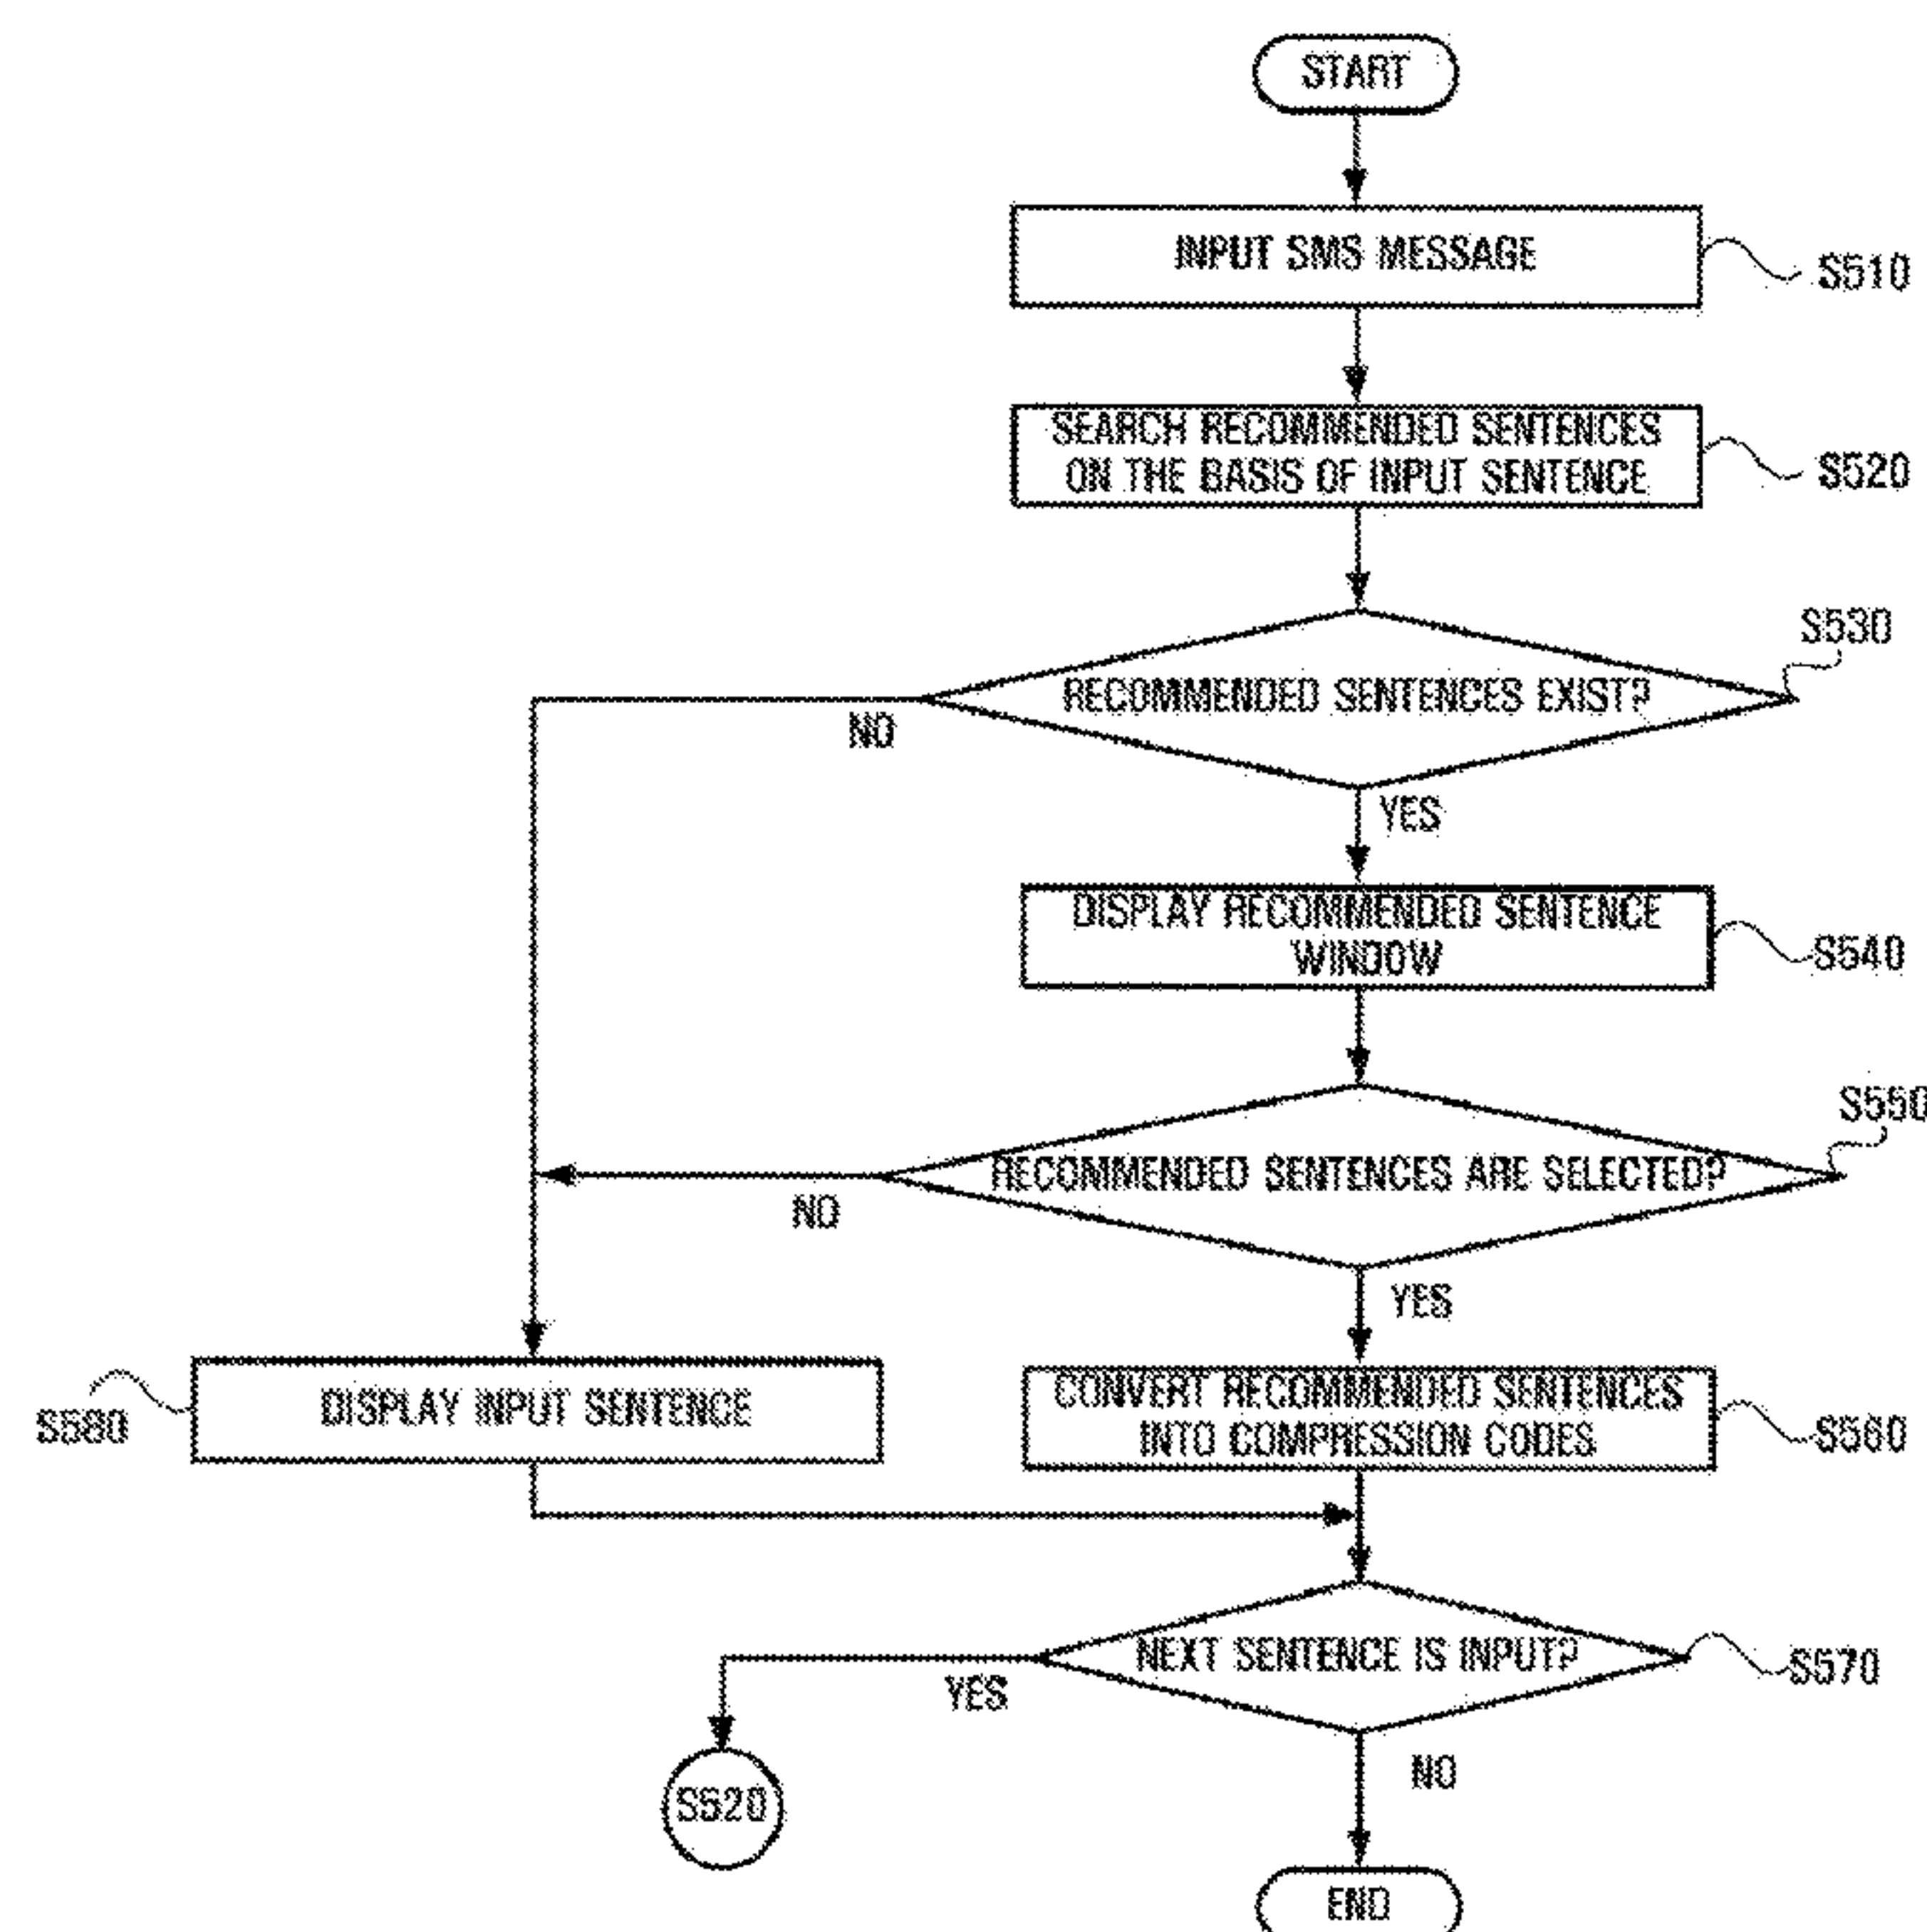 START
INPUT SMS MESSAGE
S510
SEARCH RECOMMENDED SENTENCES
ON THE BASIS OF INPUT SENTENCE
S520
RECOMMENDED SENTENCES EXIST?
S530
NO
YES
DISPLAY RECOMMENDED SENTENCE
WINDOW
S540
RECOMMENDED SENTENCES ARE SELECTED?
S550
NO
YES
DISPLAY INPUT SENTENCE
S580
CONVERT RECOMMENDED SENTENCES
INTO COMPRESSION CODES
S560
NEXT SENTENCE IS INPUT?
S570
YES
NO
S520
END